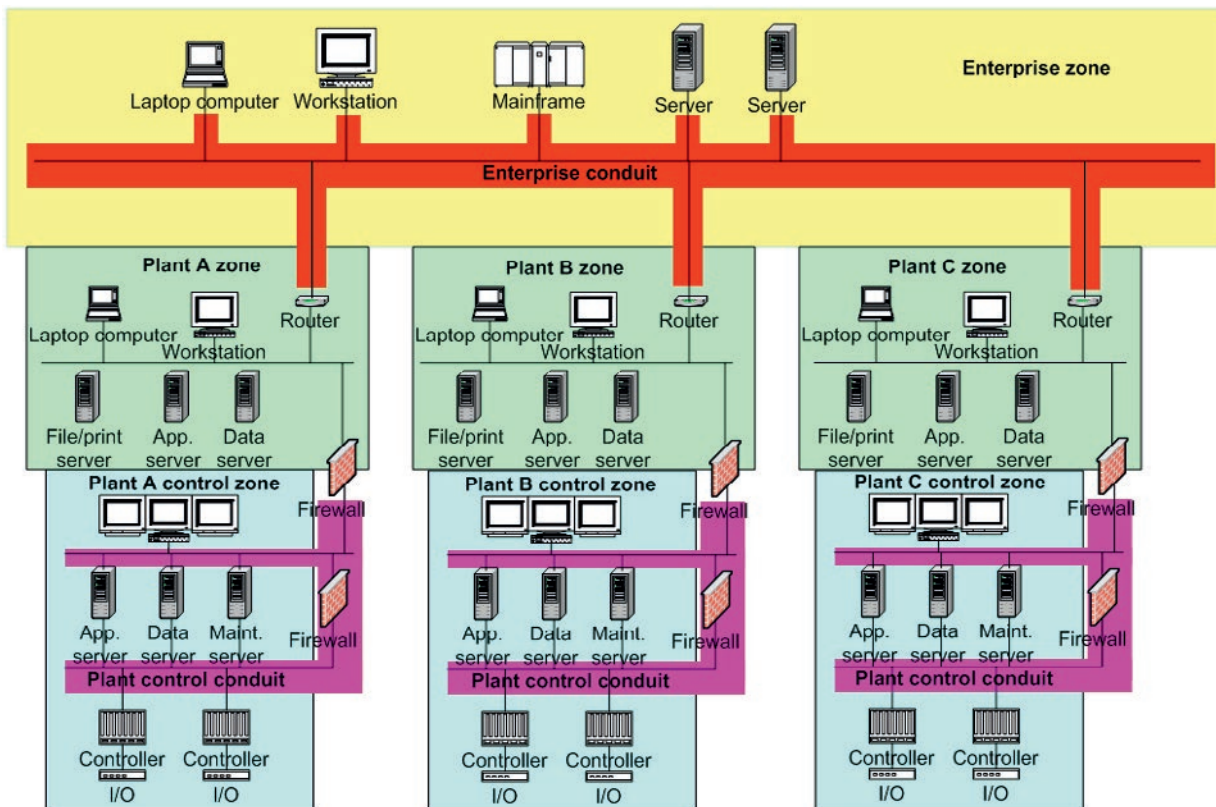 Enterprise zone
Laptop computer
Workstation
Mainframe
Server
Server
Enterprise conduit
Plant A zone
Router
Laptop computer
Workstation
File/print
server
App.
server
Data
server
Firewall
Plant A control zone
App.
server
Data
server
Maint.
server
Firewall
Plant control conduit
Controller
Controller
I/O
I/O
Plant B zone
Router
Laptop computer
Workstation
File/print
server
App.
server
Data
server
Firewall
Plant B control zone
App.
server
Data
server
Maint.
server
Firewall
Plant control conduit
Controller
Controller
I/O
I/O
Plant C zone
Router
Laptop computer
Workstation
File/print
server
App.
server
Data
server
Firewall
Plant C control zone
App.
server
Data
server
Maint.
server
Firewall
Plant control conduit
Controller
Controller
I/O
I/O